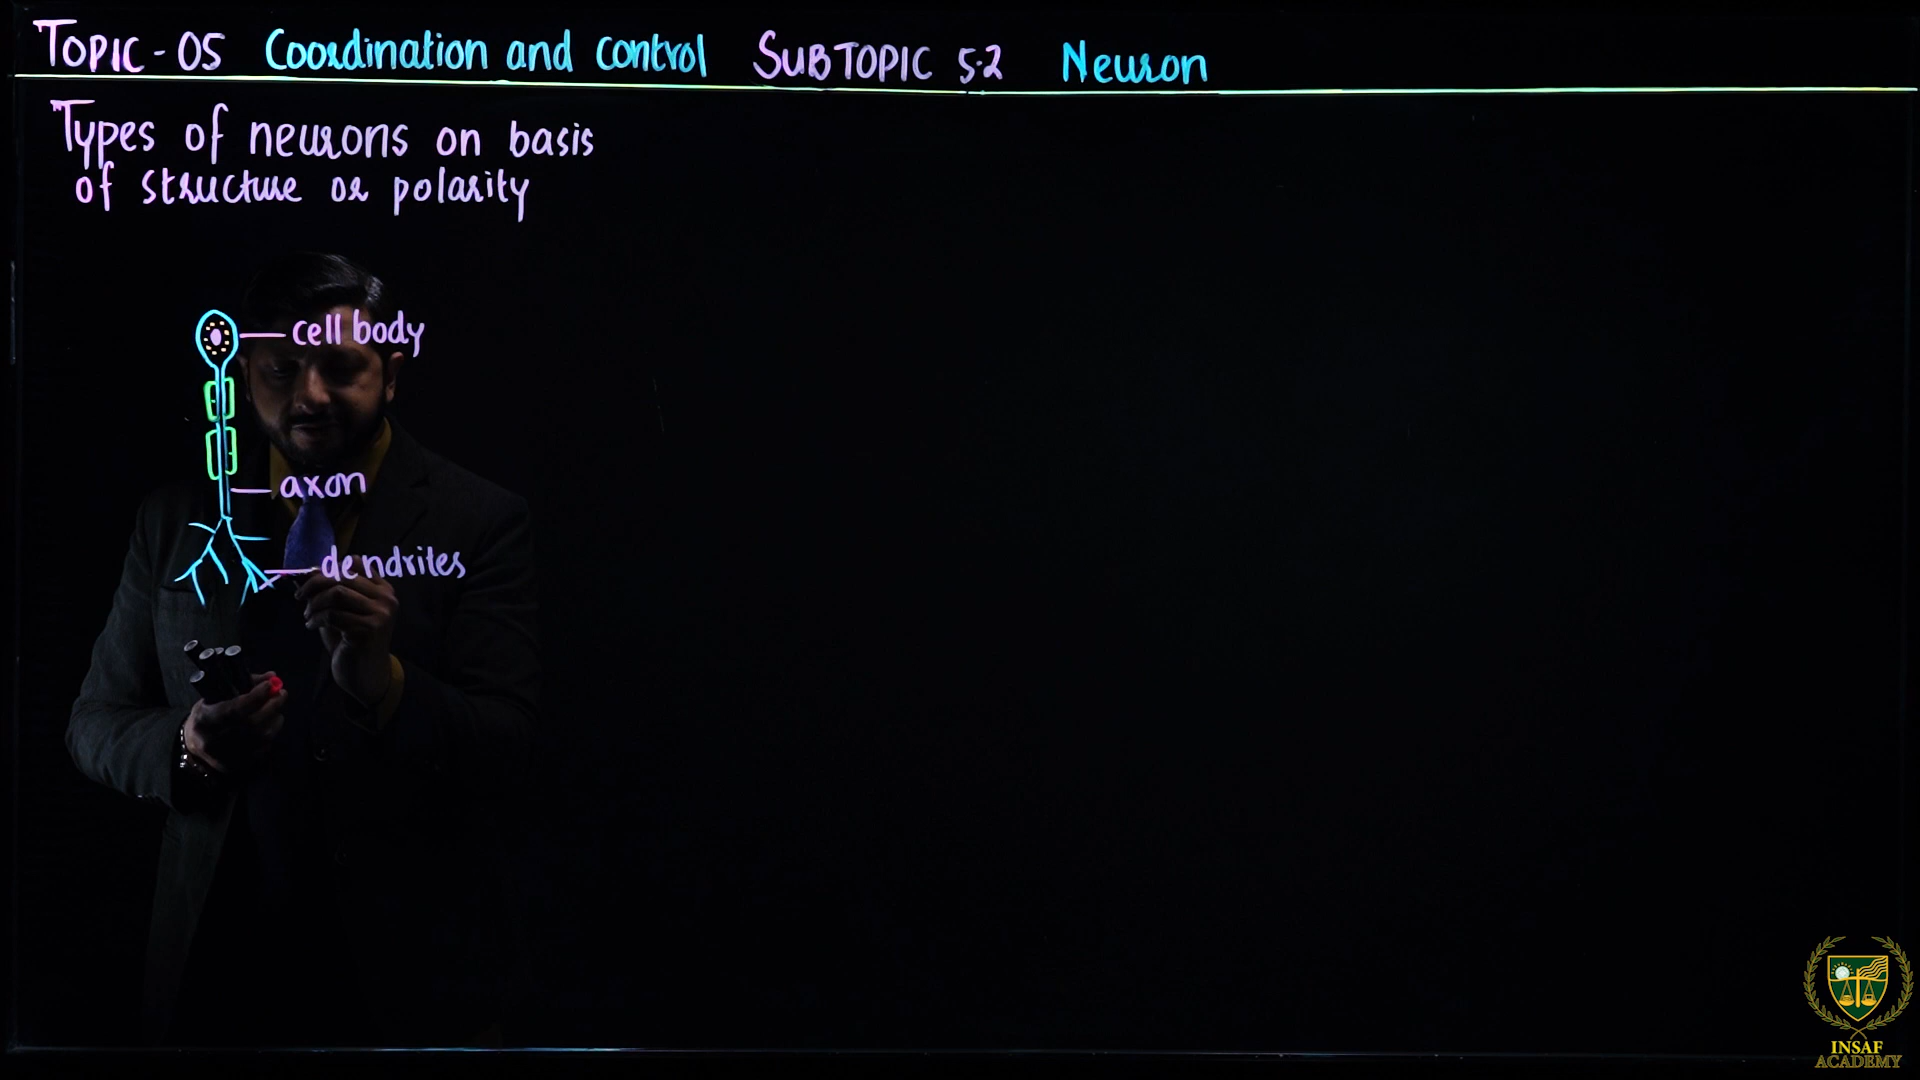 TOPIC - 05 Coordination and control SUBTOPIC 5.2 Neuron
Types of neurons on basis
of structure or polarity
cell body
axon
dendrites
INSAF
ACADEMY